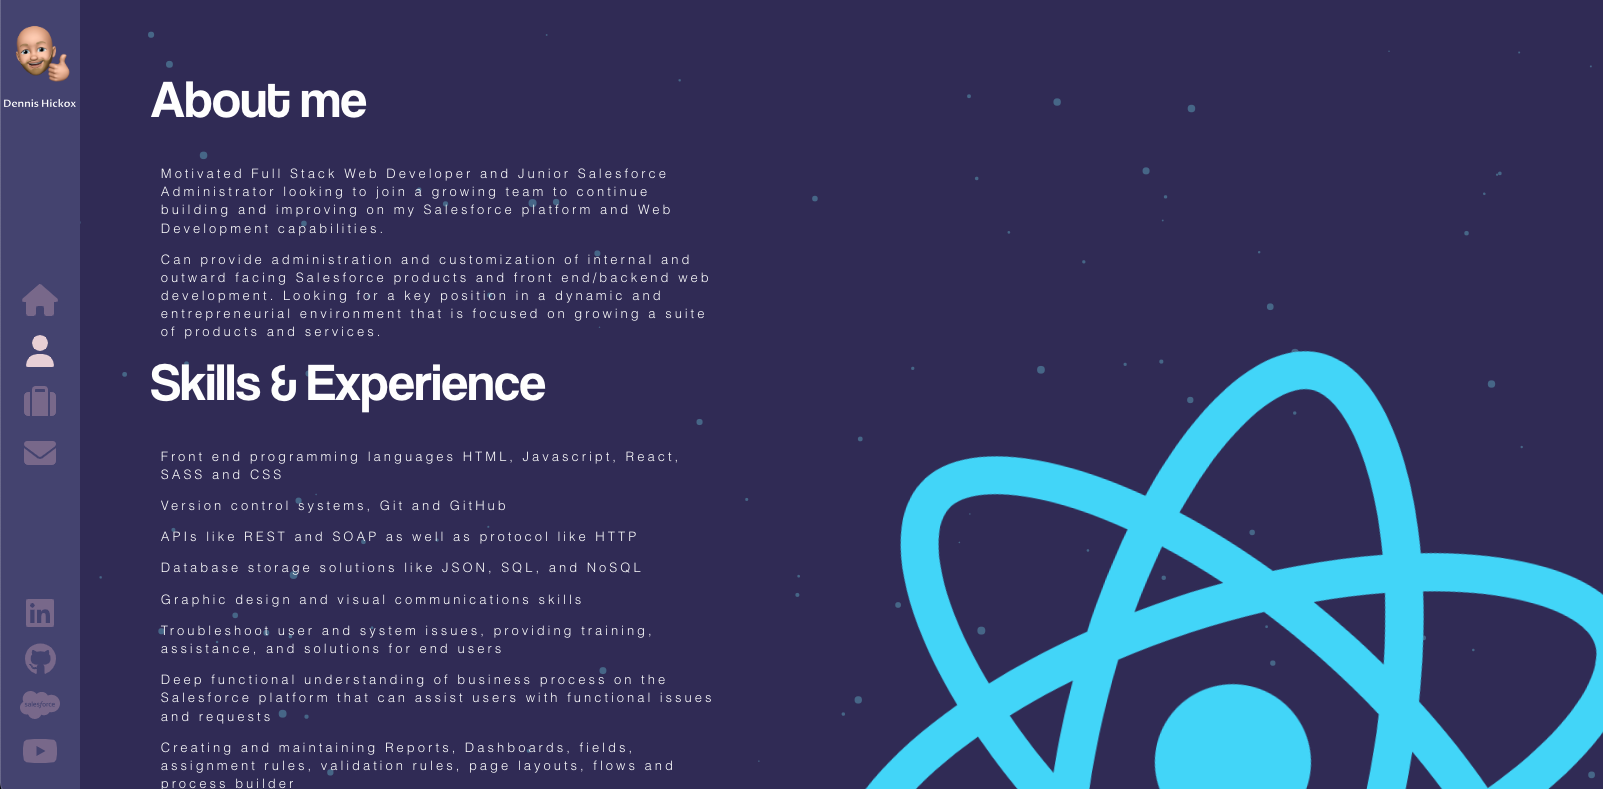 Dennis Hickox
About me
Motivated Full Stack Web Developer and Junior Salesforce
Administrator looking to join a growing team to continue
building and improving on my Salesforce platform and Web
Development capabilities.
Can provide administration and customization of internal and
outward facing Salesforce products and front end/backend web
development. Looking for a key position in a dynamic and
entrepreneurial environment that is focused on growing a suite
of products and services.
Skills & Experience
Front end programming languages HTML, Javascript, React,
SASS and CSS
Version control systems, Git and GitHub
APIs like REST and SOAP as well as protocol like HTTP
Database storage solutions like JSON, SQL, and NoSQL
Graphic design and visual communications skills
Troubleshoot user and system issues, providing training,
assistance, and solutions for end users
Deep functional understanding of business process on the
Salesforce platform that can assist users with functional issues
and requests
Creating and maintaining Reports, Dashboards, fields,
assignment rules, validation rules, page layouts, flows and
process builder
in
salesforce